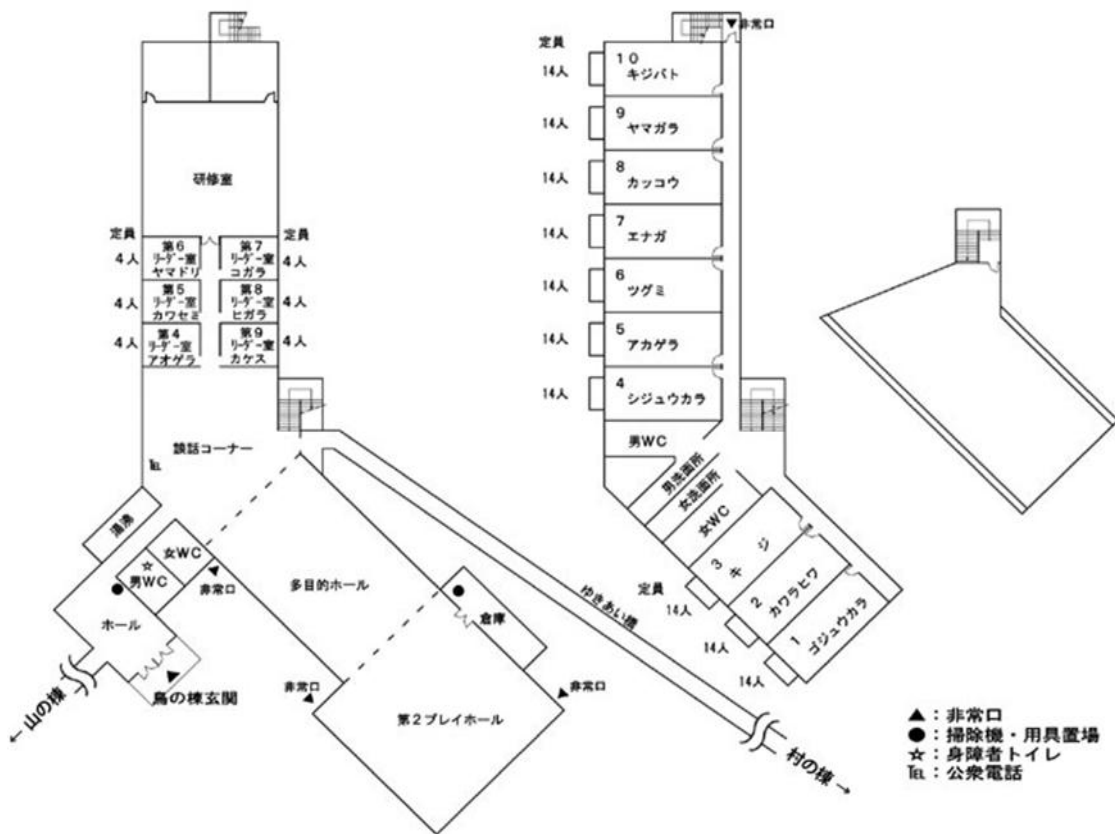 研修室
定員
定員
第6
リーダー室
ヤマドリ
4人
第7
リーダー室
コガラ
4人
第5
リーダー室
カワセミ
4人
第8
リーダー室
ヒガラ
4人
第4
リーダー室
アオゲラ
4人
第9
リーダー室
カケス
4人
談話コーナー
TEL
湯沸
女WC
☆
男WC
非常口
ホール
鳥の棟玄関
← 山の棟
多目的ホール
倉庫
非常口
非常口
第2プレイホール
ゆきあい橋
村の棟 →
非常口
定員
14人
10
キジバト
14人
9
ヤマガラ
14人
8
カッコウ
14人
7
エナガ
14人
6
ツグミ
14人
5
アカゲラ
14人
4
シジュウカラ
男WC
男洗面所
女洗面所
女WC
3
キジ
定員
14人
2
カワラヒワ
14人
1
ゴジュウカラ
14人
▲：非常口
●：掃除機・用具置場
☆：身障者トイレ
TEL：公衆電話